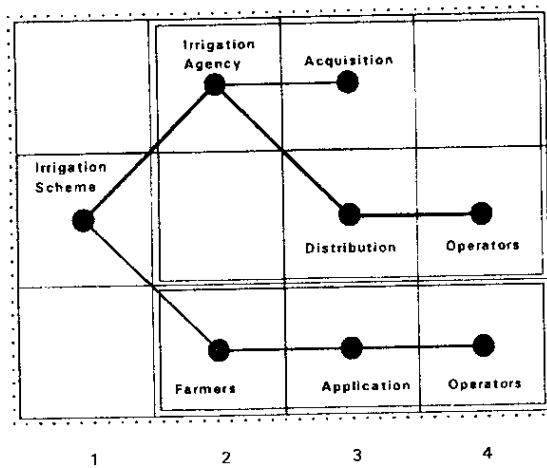 Irrigation
Agency
Acquisition
Irrigation
Scheme
Distribution
Operators
Farmers
Application
Operators
1
2
3
4